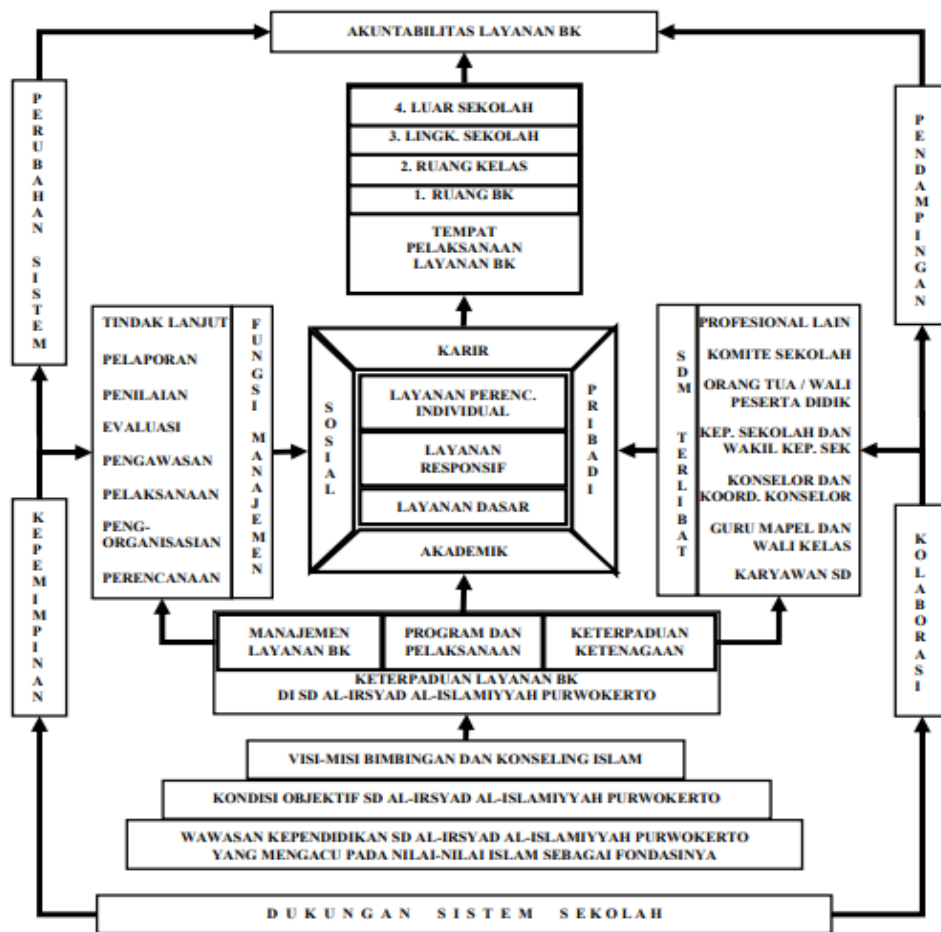 AKUNTABILITAS LAYANAN BK
PERUBAHAN SISTEM
4. LUAR SEKOLAH
3. LINGK. SEKOLAH
2. RUANG KELAS
1. RUANG BK
TEMPAT
PELAKSANAAN
LAYANAN BK
PENDAMPINGAN
TINDAK LANJUT
PELAPORAN
PENILAIAN
EVALUASI
PENGAWASAN
PELAKSANAAN
PENG-
ORGANISASIAN
PERENCANAAN
FUNGSI MANAJEMEN
KARIR
SOSIAL
LAYANAN PERENC.
INDIVIDUAL
LAYANAN
RESPONSIF
LAYANAN DASAR
PRIBADI
AKADEMIK
SDM TERLIBAT
PROFESIONAL LAIN
KOMITE SEKOLAH
ORANG TUA / WALI
PESERTA DIDIK
KEP. SEKOLAH DAN
WAKIL KEP. SEK
KONSELOR DAN
KOORD. KONSELOR
GURU MAPEL DAN
WALI KELAS
KARYAWAN SD
KEPEMIMPINAN
KOLABORASI
MANAJEMEN
LAYANAN BK
PROGRAM DAN
PELAKSANAAN
KETERPADUAN
KETENAGAAN
KETERPADUAN LAYANAN BK
DI SD AL-IRSYAD AL-ISLAMIYYAH PURWOKERTO
VISI-MISI BIMBINGAN DAN KONSELING ISLAM
KONDISI OBJEKTIF SD AL-IRSYAD AL-ISLAMIYYAH PURWOKERTO
WAWASAN KEPENDIDIKAN SD AL-IRSYAD AL-ISLAMIYYAH PURWOKERTO
YANG MENGACU PADA NILAI-NILAI ISLAM SEBAGAI FONDASINYA
DUKUNGAN SISTEM SEKOLAH